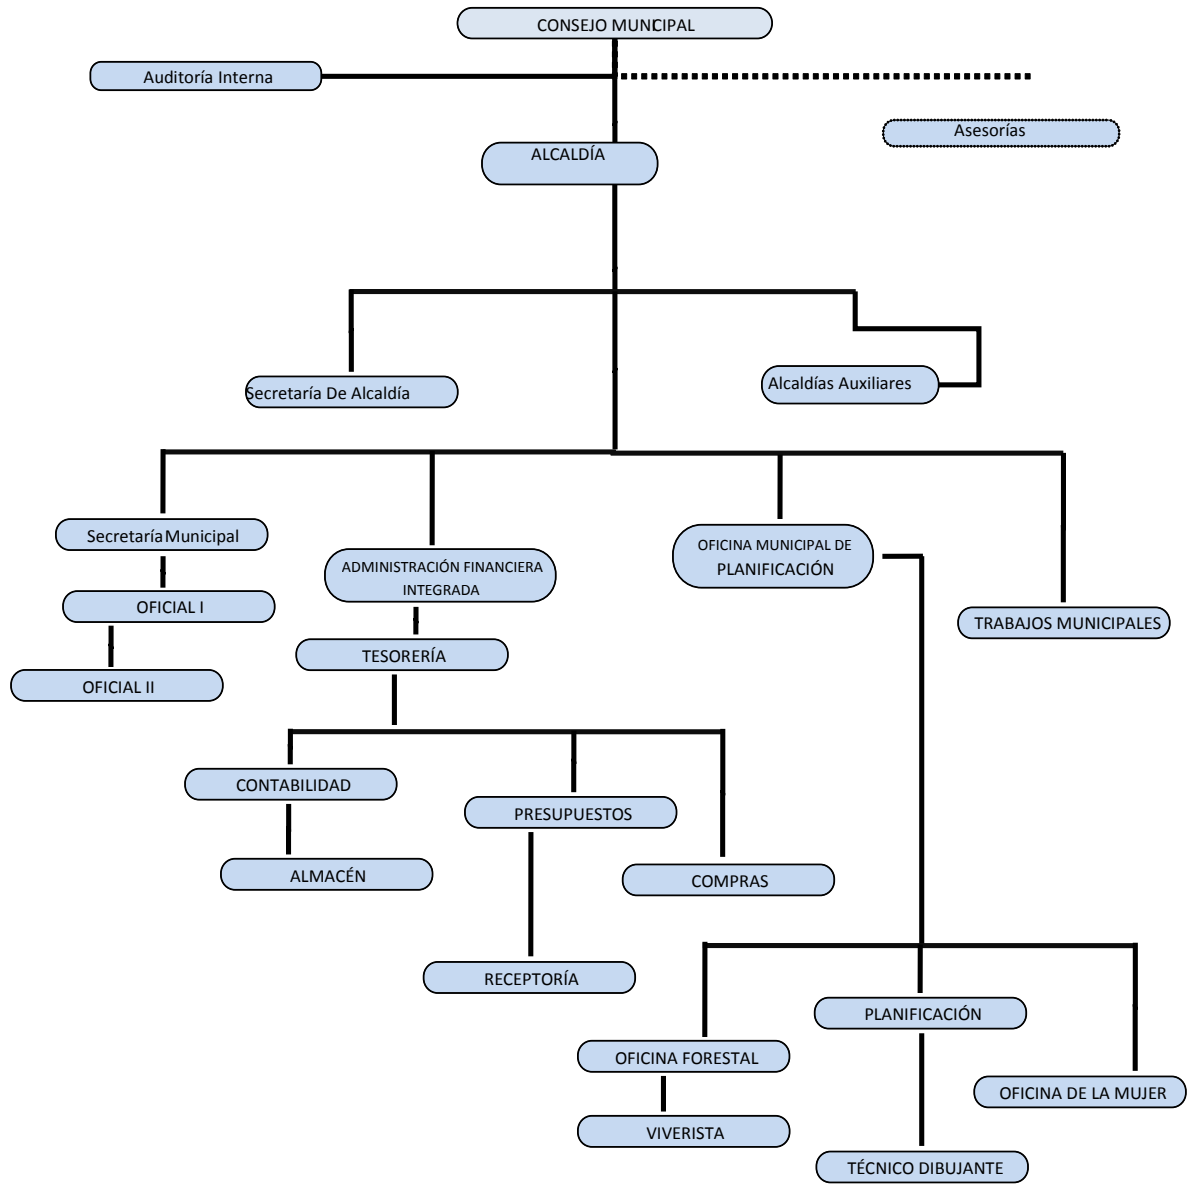 CONSEJO MUNICIPAL
Auditoría Interna
Asesorías
ALCALDÍA
Secretaría De Alcaldía
Alcaldías Auxiliares
Secretaría Municipal
OFICINA MUNICIPAL DE
PLANIFICACIÓN
ADMINISTRACIÓN FINANCIERA
INTEGRADA
OFICIAL I
TRABAJOS MUNICIPALES
TESORERÍA
OFICIAL II
CONTABILIDAD
PRESUPUESTOS
ALMACÉN
COMPRAS
RECEPTORÍA
PLANIFICACIÓN
OFICINA FORESTAL
OFICINA DE LA MUJER
VIVERISTA
TÉCNICO DIBUJANTE